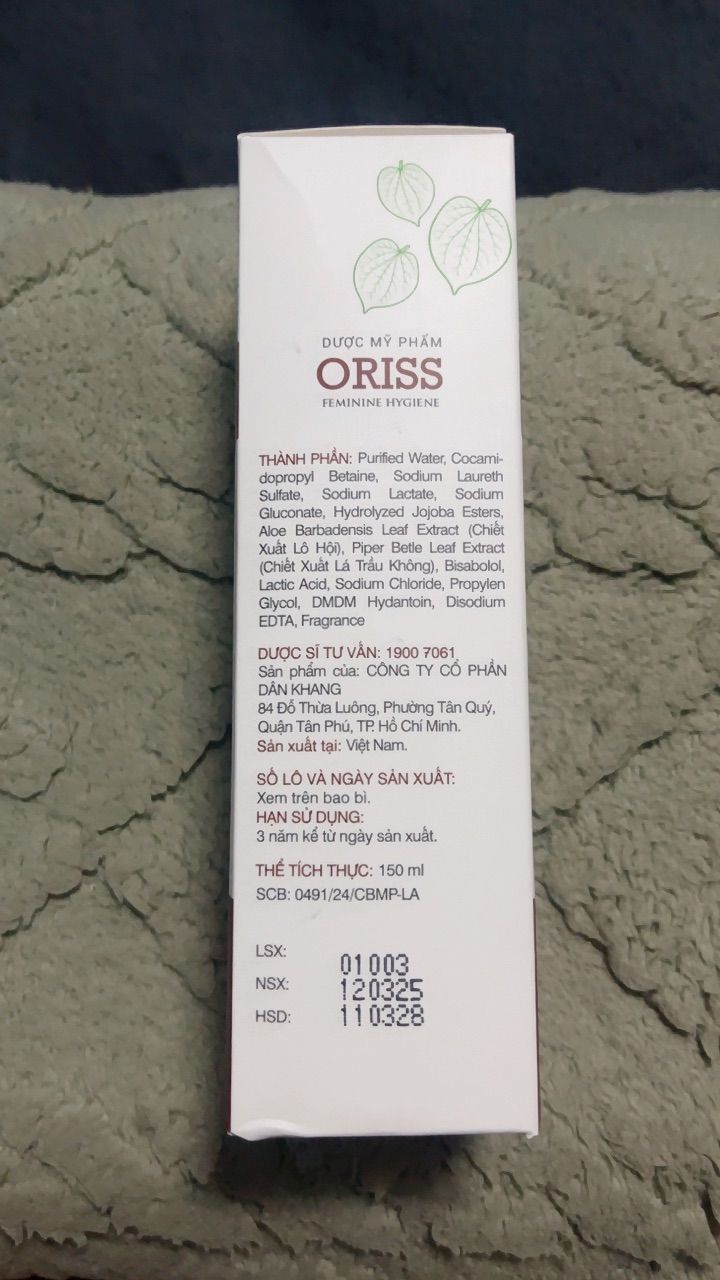 DƯỢC MỸ PHẨM
ORISS
FEMININE HYGIENE
THÀNH PHẦN: Purified Water, Cocami-
dopropyl Betaine, Sodium Laureth
Sulfate, Sodium Lactate, Sodium
Gluconate, Hydrolyzed Jojoba Esters,
Aloe Barbadensis Leaf Extract (Chiết
Xuất Lô Hội), Piper Betle Leaf Extract
(Chiết Xuất Lá Trầu Không), Bisabolol,
Lactic Acid, Sodium Chloride, Propylen
Glycol, DMDM Hydantoin, Disodium
EDTA, Fragrance
DƯỢC SĨ TƯ VẤN: 1900 7061
Sản phẩm của: CÔNG TY CỔ PHẦN
DÂN KHANG
84 Đỗ Thừa Luông, Phường Tân Quý,
Quận Tân Phú, TP. Hồ Chí Minh.
Sản xuất tại: Việt Nam.
SỐ LÔ VÀ NGÀY SẢN XUẤT:
Xem trên bao bì.
HẠN SỬ DỤNG:
3 năm kể từ ngày sản xuất.
THỂ TÍCH THỰC: 150 ml
SCB: 0491/24/CBMP-LA
LSX: 01003
NSX: 120325
HSD: 110328